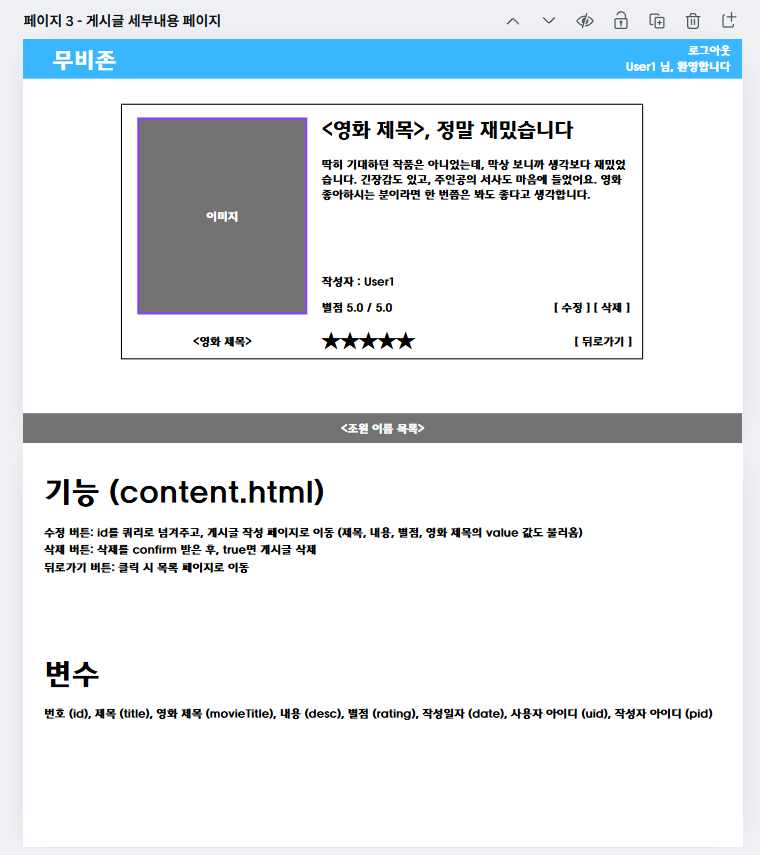 페이지 3 - 게시글 세부내용 페이지
무비존
로그아웃
User1 님, 환영합니다
이미지
<영화 제목>
<영화 제목>, 정말 재밌습니다
딱히 기대하던 작품은 아니었는데, 막상 보니까 생각보다 재밌었
습니다. 긴장감도 있고, 주인공의 서사도 마음에 들었어요. 영화
좋아하시는 분이라면 한 번쯤은 봐도 좋다고 생각합니다.
작성자 : User1
별점 5.0 / 5.0
[ 수정 ] [ 삭제 ]
★★★★★
[ 뒤로가기 ]
<조원 이름 목록>
기능 (content.html)
수정 버튼: id를 쿼리로 넘겨주고, 게시글 작성 페이지로 이동 (제목, 내용, 별점, 영화 제목의 value 값도 불러옴)
삭제 버튼: 삭제를 confirm 받은 후, true면 게시글 삭제
뒤로가기 버튼: 클릭 시 목록 페이지로 이동
변수
번호 (id), 제목 (title), 영화 제목 (movieTitle), 내용 (desc), 별점 (rating), 작성일자 (date), 사용자 아이디 (uid), 작성자 아이디 (pid)